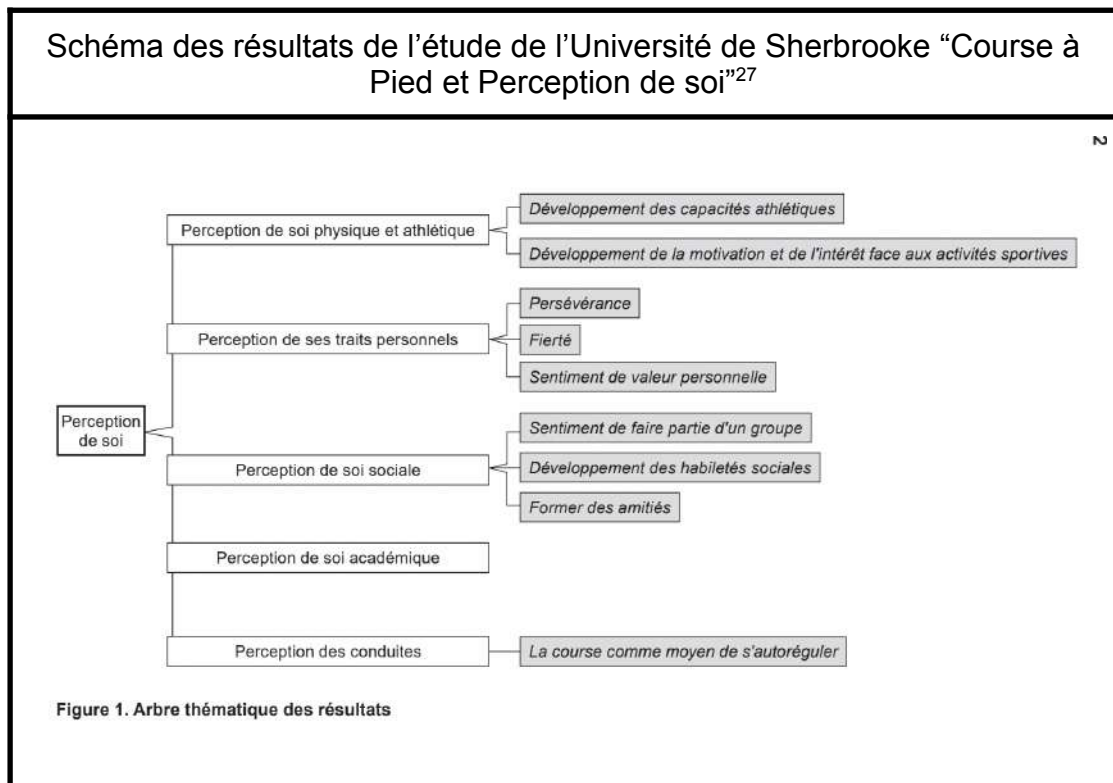 Schéma des résultats de l’étude de l’Université de Sherbrooke “Course à
Pied et Perception de soi”27
2
Développement des capacités athlétiques
Perception de soi physique et athlétique
Développement de la motivation et de l'intérêt face aux activités sportives
Persévérance
Perception de ses traits personnels
Fierté
Sentiment de valeur personnelle
Perception
de soi
Sentiment de faire partie d'un groupe
Perception de soi sociale
Développement des habiletés sociales
Former des amitiés
Perception de soi académique
Perception des conduites
La course comme moyen de s'autoréguler
Figure 1. Arbre thématique des résultats